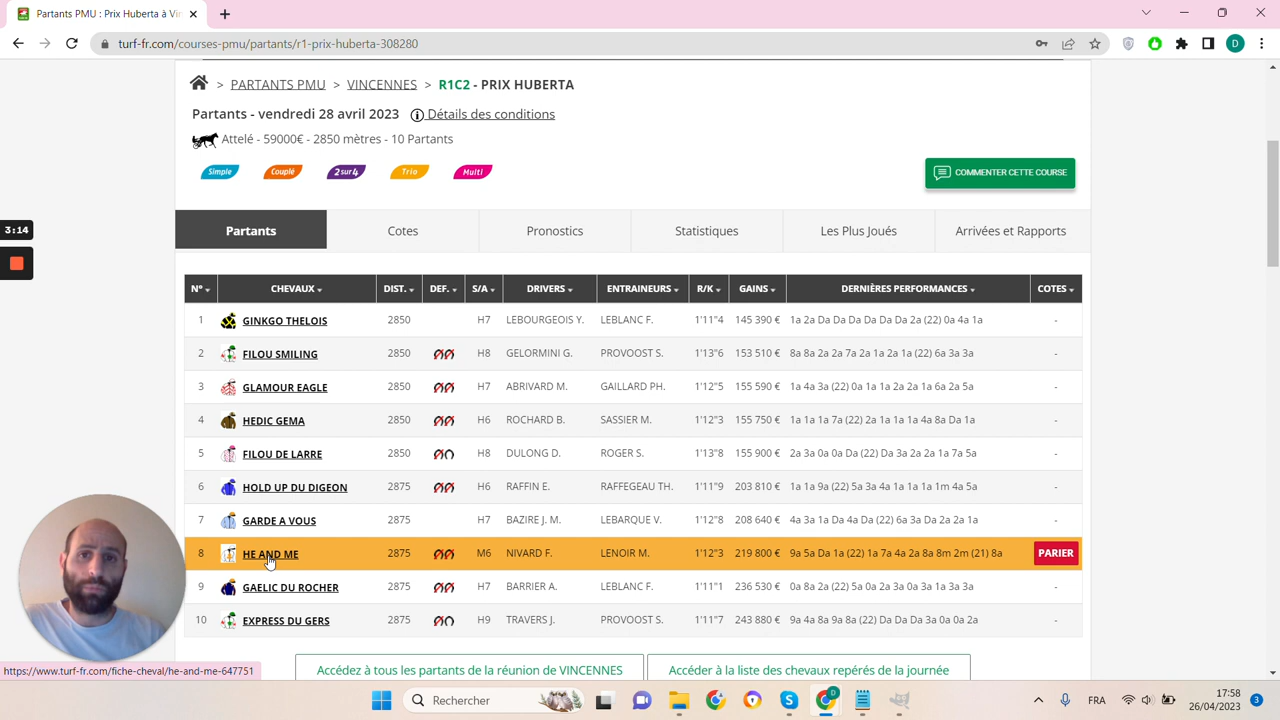 Partants PMU : Prix Huberta à Vin
turf-fr.com/courses-pmu/partants/r1-prix-huberta-308280
D
> PARTANTS PMU > VINCENNES > R1C2 - PRIX HUBERTA
Partants - vendredi 28 avril 2023 Détails des conditions
Attelé - 59000€ - 2850 mètres - 10 Partants
Simple Couplé 2sur4 Trio Multi
COMMENTER CETTE COURSE
3:14
Partants Cotes Pronostics Statistiques Les Plus Joués Arrivées et Rapports
N° CHEVAUX DIST. DEF. S/A DRIVERS ENTRAINEURS R/K GAINS DERNIÈRES PERFORMANCES COTES
1 GINKGO THELOIS 2850 H7 LEBOURGEOIS Y. LEBLANC F. 1'11"4 145 390 € 1a 2a Da Da Da Da Da 2a (22) 0a 4a 1a -
2 FILOU SMILING 2850 H8 GELORMINI G. PROVOOST S. 1'13"6 153 510 € 8a 8a 2a 2a 7a 2a 1a 2a 1a (22) 6a 3a 3a -
3 GLAMOUR EAGLE 2850 H7 ABRIVARD M. GAILLARD PH. 1'12"5 155 590 € 1a 4a 3a (22) 0a 1a 1a 2a 2a 1a 6a 2a 5a -
4 HEDIC GEMA 2850 H6 ROCHARD B. SASSIER M. 1'12"3 155 750 € 1a 1a 1a 7a (22) 2a 1a 1a 1a 4a 8a Da 1a -
5 FILOU DE LARRE 2850 H8 DULONG D. ROGER S. 1'13"8 155 900 € 2a 3a 0a 0a Da (22) Da 3a 2a 2a 1a 7a 5a -
6 HOLD UP DU DIGEON 2875 H6 RAFFIN E. RAFFEGEAU TH. 1'11"9 203 810 € 1a 1a 9a (22) 5a 3a 4a 1a 1a 1a 1m 4a 5a -
7 GARDE A VOUS 2875 H7 BAZIRE J. M. LEBARQUE V. 1'12"8 208 640 € 4a 3a 1a Da 4a Da (22) 6a 3a Da 2a 2a 1a -
8 HE AND ME 2875 M6 NIVARD F. LENOIR M. 1'12"3 219 800 € 9a 5a Da 1a (22) 1a 7a 4a 2a 8a 8m 2m (21) 8a PARIER
9 GAELIC DU ROCHER 2875 H7 BARRIER A. LEBLANC F. 1'11"1 236 530 € 0a 8a 2a (22) 5a 0a 2a 3a 0a 3a 1a 3a 3a -
10 EXPRESS DU GERS 2875 H9 TRAVERS J. PROVOOST S. 1'11"7 243 880 € 9a 4a 8a 9a 8a (22) Da Da Da 3a 0a 0a 2a -
Accédez à tous les partants de la réunion de VINCENNES Accéder à la liste des chevaux repérés de la journée
https://www.turf-fr.com/fiche-cheval/he-and-me-647751
Rechercher
FRA
17:58
26/04/2023
3